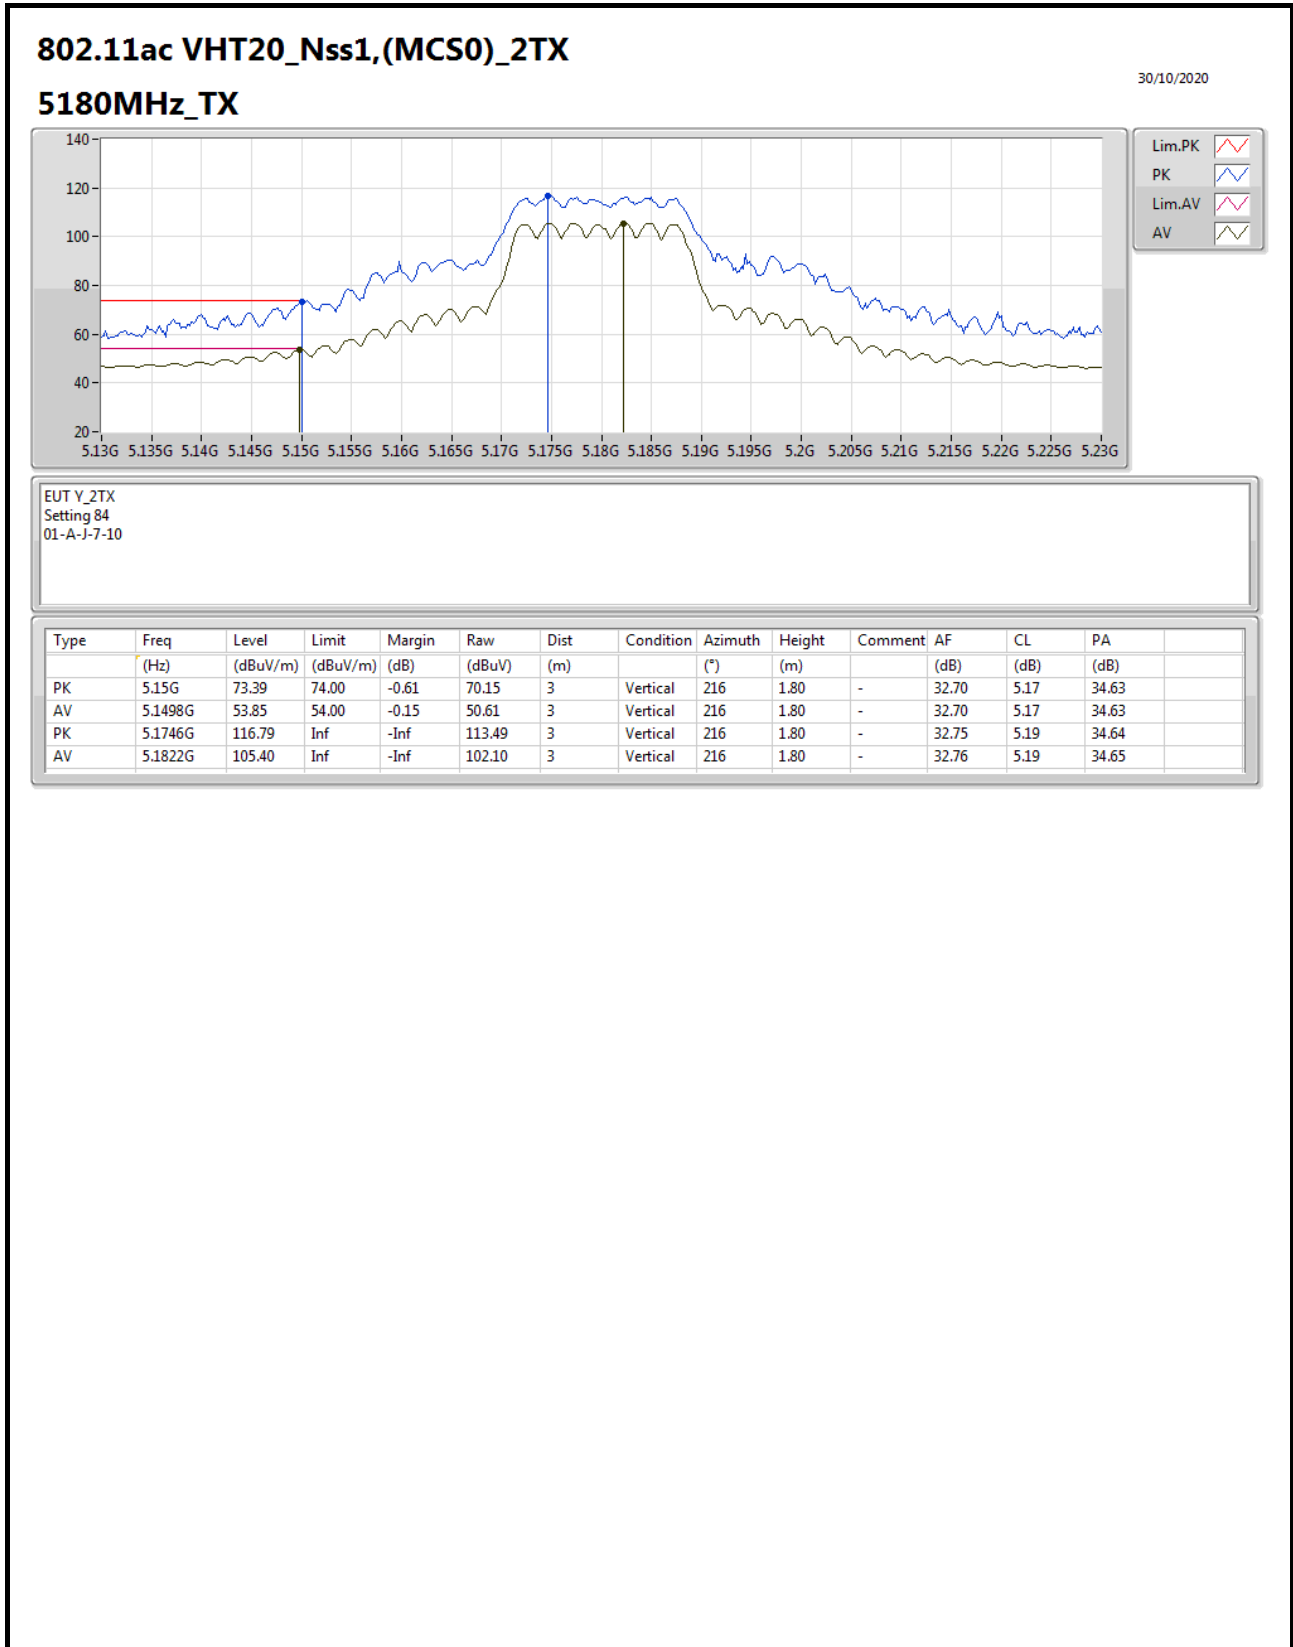 802.11ac VHT20_Nss1,(MCS0)_2TX
30/10/2020
5180MHz_TX
140
120
100
80
60
40
20
5.13G 5.135G 5.14G 5.145G 5.15G 5.155G 5.16G 5.165G 5.17G 5.175G 5.18G 5.185G 5.19G 5.195G 5.2G 5.205G 5.21G 5.215G 5.22G 5.225G 5.23G
Lim.PK
PK
Lim.AV
AV
EUT Y_2TX
Setting 84
01-A-J-7-10
Type Freq Level Limit Margin Raw Dist Condition Azimuth Height Comment AF CL PA
(Hz) (dBuV/m) (dBuV/m) (dB) (dBuV) (m) (°) (m) (dB) (dB) (dB)
PK 5.15G 73.39 74.00 -0.61 70.15 3 Vertical 216 1.80 - 32.70 5.17 34.63
AV 5.1498G 53.85 54.00 -0.15 50.61 3 Vertical 216 1.80 - 32.70 5.17 34.63
PK 5.1746G 116.79 Inf -Inf 113.49 3 Vertical 216 1.80 - 32.75 5.19 34.64
AV 5.1822G 105.40 Inf -Inf 102.10 3 Vertical 216 1.80 - 32.76 5.19 34.65